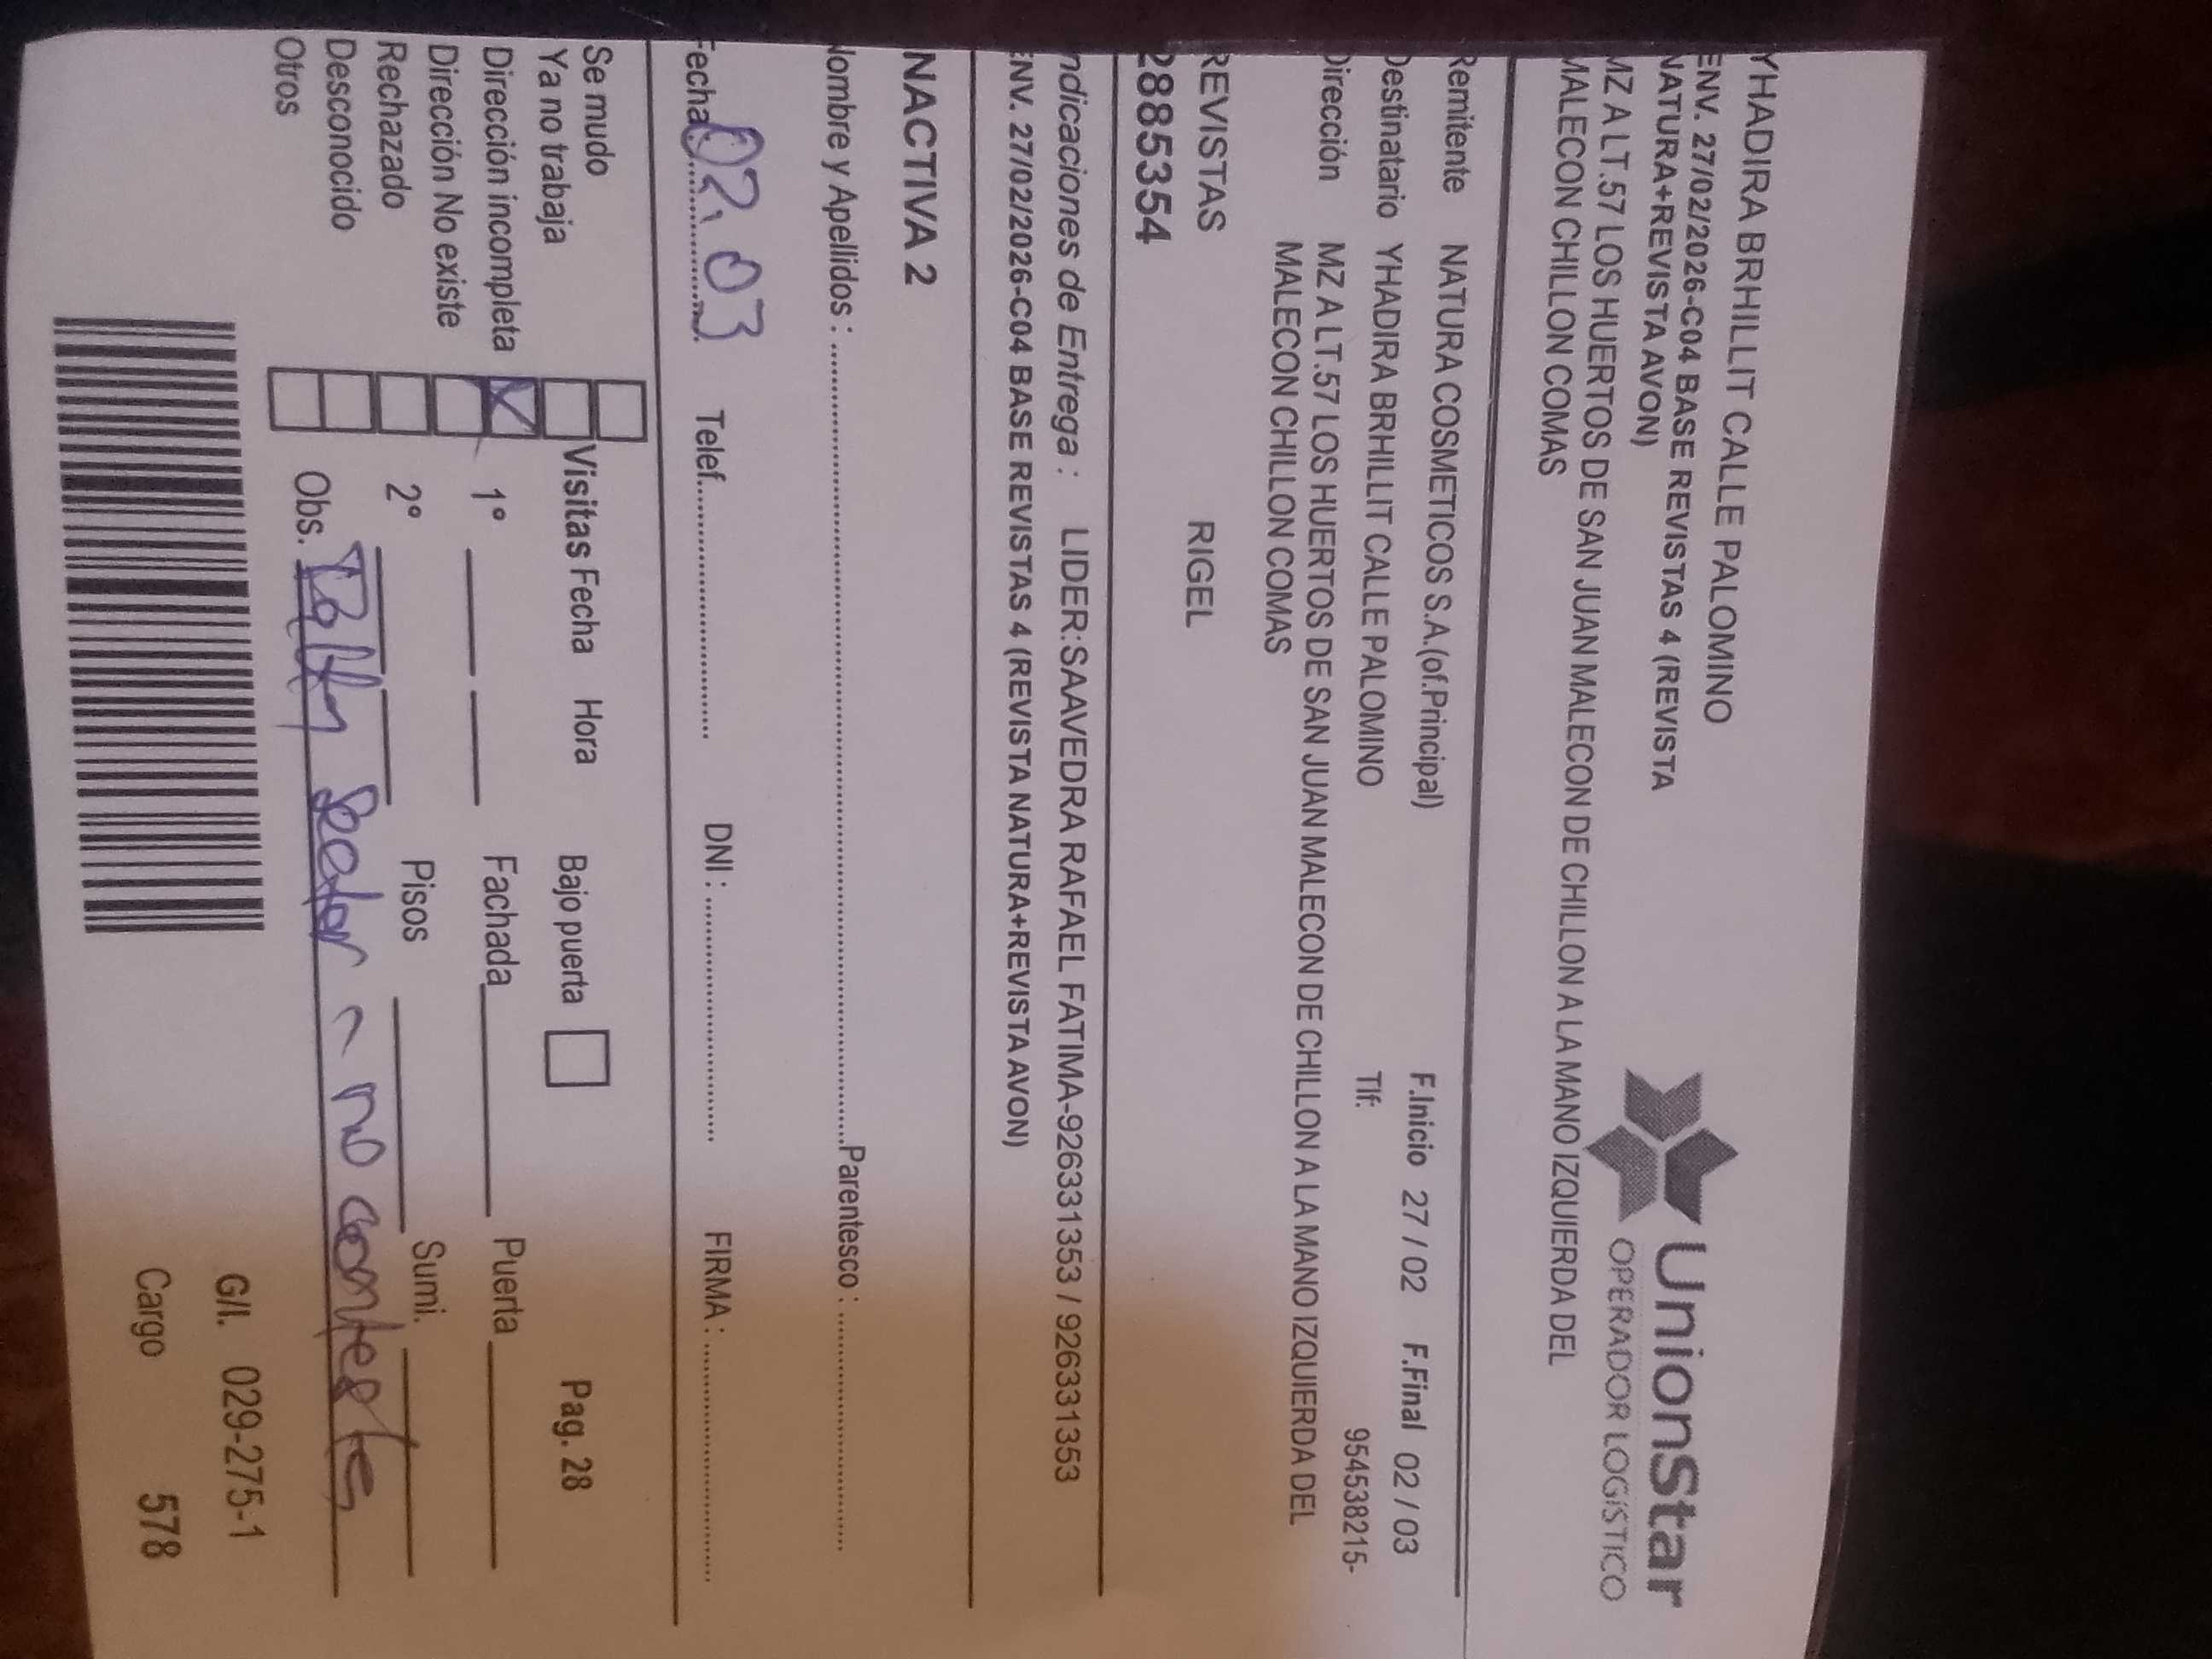 YHADIRA BRHILLIT CALLE PALOMINO
ENV. 27/02/2026-C04 BASE REVISTAS 4 (REVISTA
NATURA+REVISTA AVON)
MZ A LT.57 LOS HUERTOS DE SAN JUAN MALECON DE CHILLON A LA MANO IZQUIERDA DEL
MALECON CHILLON COMAS
UnionStar
OPERADOR LOGÍSTICO
Remitente NATURA COSMETICOS S.A.(of.Principal) F.Inicio 27 / 02 F.Final 02 / 03
Destinatario YHADIRA BRHILLIT CALLE PALOMINO Tlf: 954538215-
Dirección MZ A LT.57 LOS HUERTOS DE SAN JUAN MALECON DE CHILLON A LA MANO IZQUIERDA DEL
MALECON CHILLON COMAS
REVISTAS RIGEL
2885354
Indicaciones de Entrega : LIDER:SAAVEDRA RAFAEL FATIMA-926331353 / 926331353
ENV. 27/02/2026-C04 BASE REVISTAS 4 (REVISTA NATURA+REVISTA AVON)
INACTIVA 2
Nombre y Apellidos : Parentesco :
Fecha: 02.03 Telef. DNI : FIRMA :
Se mudo
Ya no trabaja
Dirección incompleta
Dirección No existe
Rechazado
Desconocido
Otros
Visitas Fecha Hora Bajo puerta Pag. 28
1° Fachada Puerta
2° Pisos Sumi.
Obs. Falta sector no contesta
G/I. 029-275-1
Cargo 578